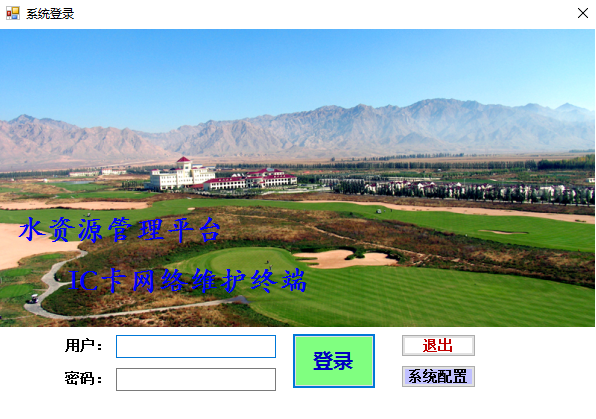 系统登录
水资源管理平台
IC卡网络维护终端
用户：
密码：
登录
退出
系统配置